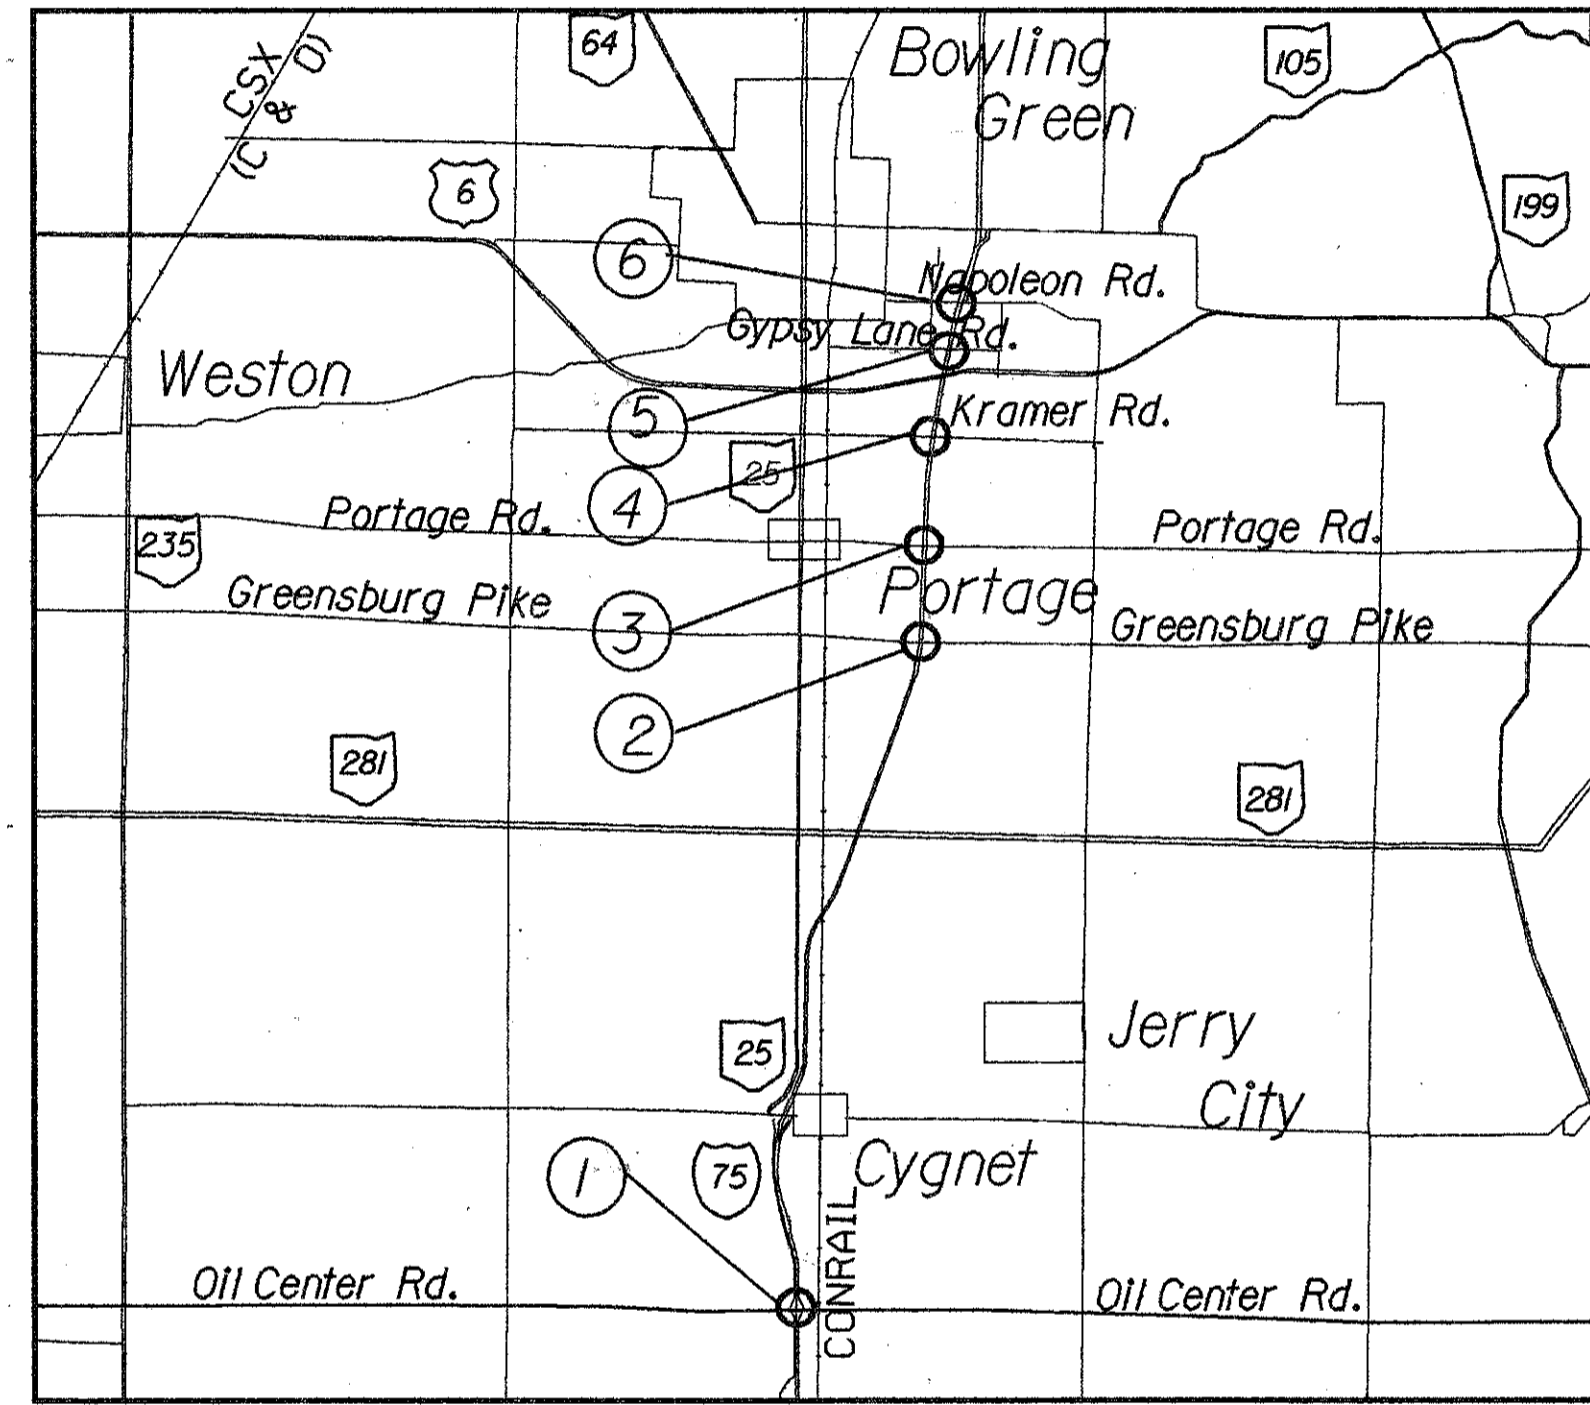 64
Bowling
Green
105
CSX
(C & D)
6
199
6
Napoleon Rd.
Gypsy Lane Rd.
Weston
5
Kramer Rd.
25
4
Portage Rd.
Portage Rd.
235
Greensburg Pike
Portage
3
Greensburg Pike
2
281
281
Jerry
City
25
1
75
Cygnet
CONRAIL
Oil Center Rd.
Oil Center Rd.